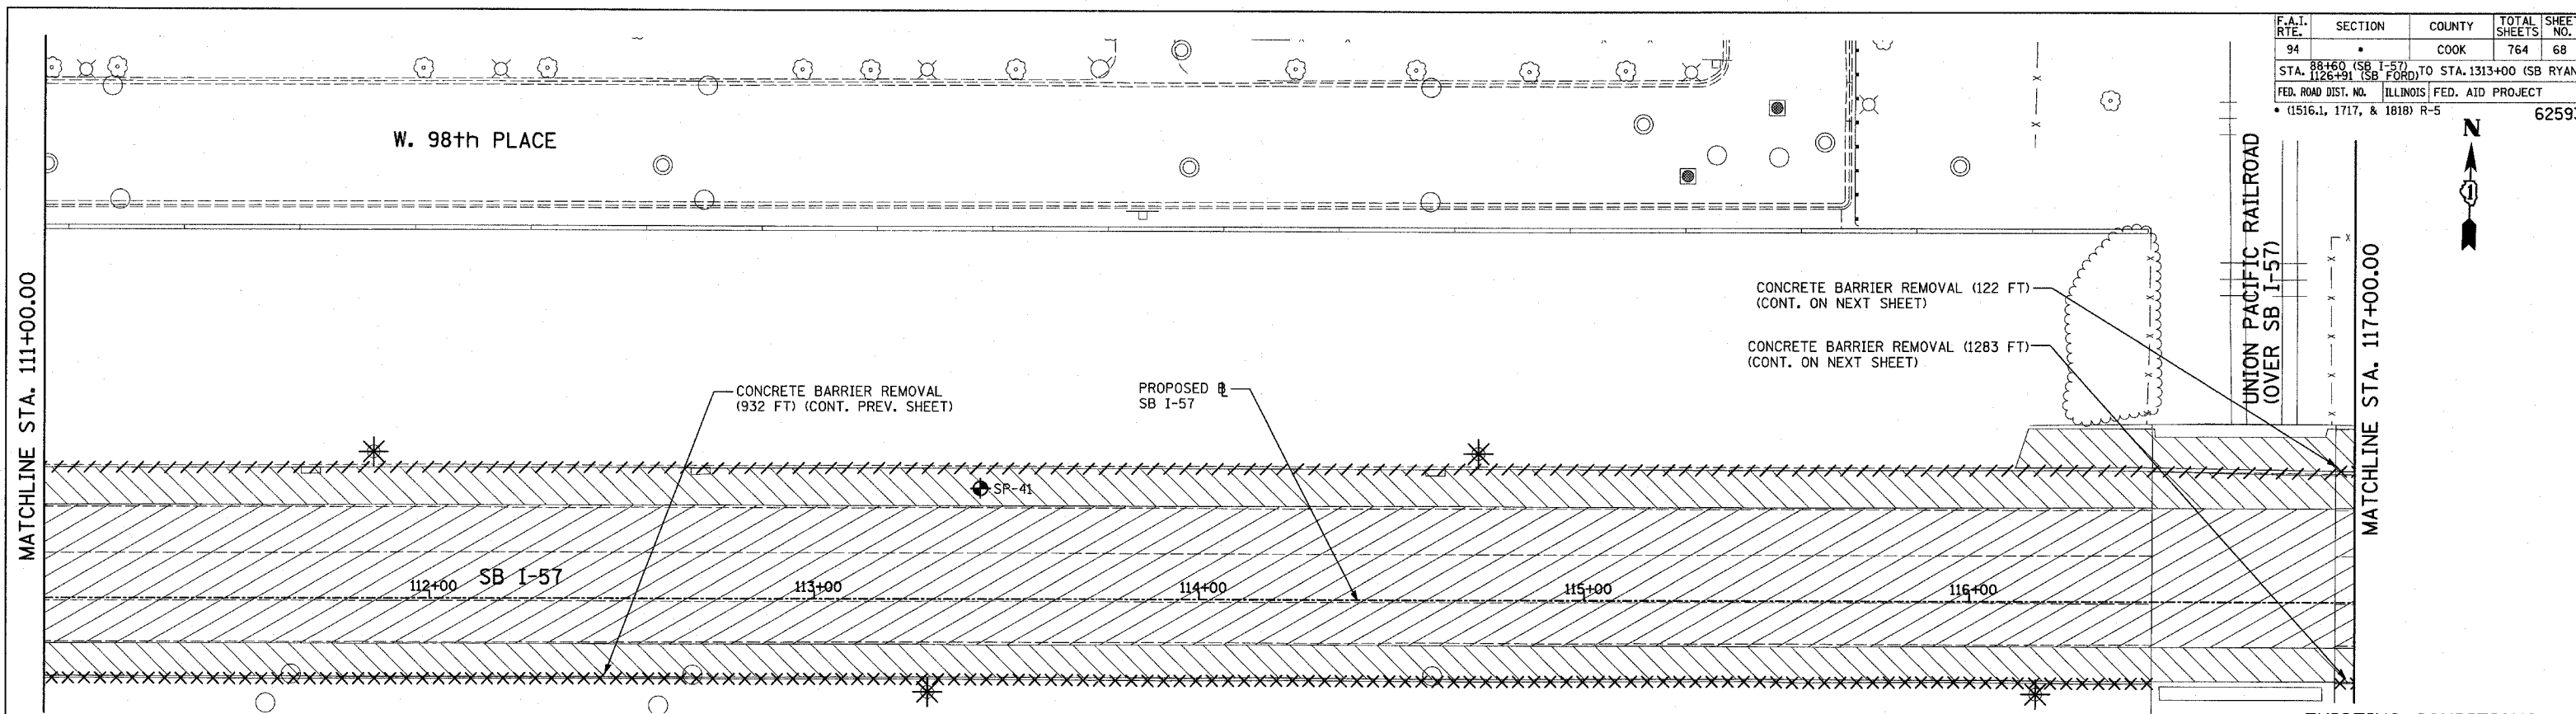 F.A.I. RTE. SECTION COUNTY TOTAL SHEETS SHEET NO.
94 • COOK 764 68
STA. 88+60 (SB I-57) TO STA. 1313+00 (SB RYAN
1126+91 (SB FORD)
FED. ROAD DIST. NO. ILLINOIS FED. AID PROJECT
• (1516.1, 1717, & 1818) R-5
6259
N
1
W. 98th PLACE
UNION PACIFIC RAILROAD
(OVER SB I-57)
MATCHLINE STA. 111+00.00
MATCHLINE STA. 117+00.00
CONCRETE BARRIER REMOVAL (122 FT)
(CONT. ON NEXT SHEET)
CONCRETE BARRIER REMOVAL (1283 FT)
(CONT. ON NEXT SHEET)
CONCRETE BARRIER REMOVAL
(932 FT) (CONT. PREV. SHEET)
PROPOSED ⅊
SB I-57
SP-41
SB I-57
112+00
113+00
114+00
115+00
116+00